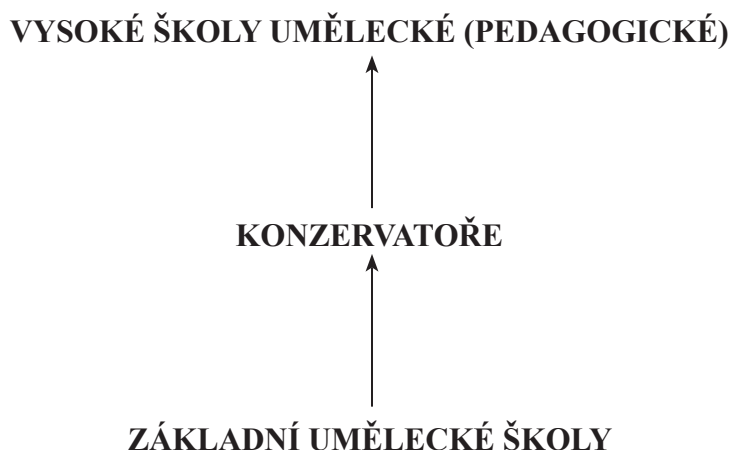 VYSOKÉ ŠKOLY UMĚLECKÉ (PEDAGOGICKÉ)
KONZERVATOŘE
ZÁKLADNÍ UMĚLECKÉ ŠKOLY